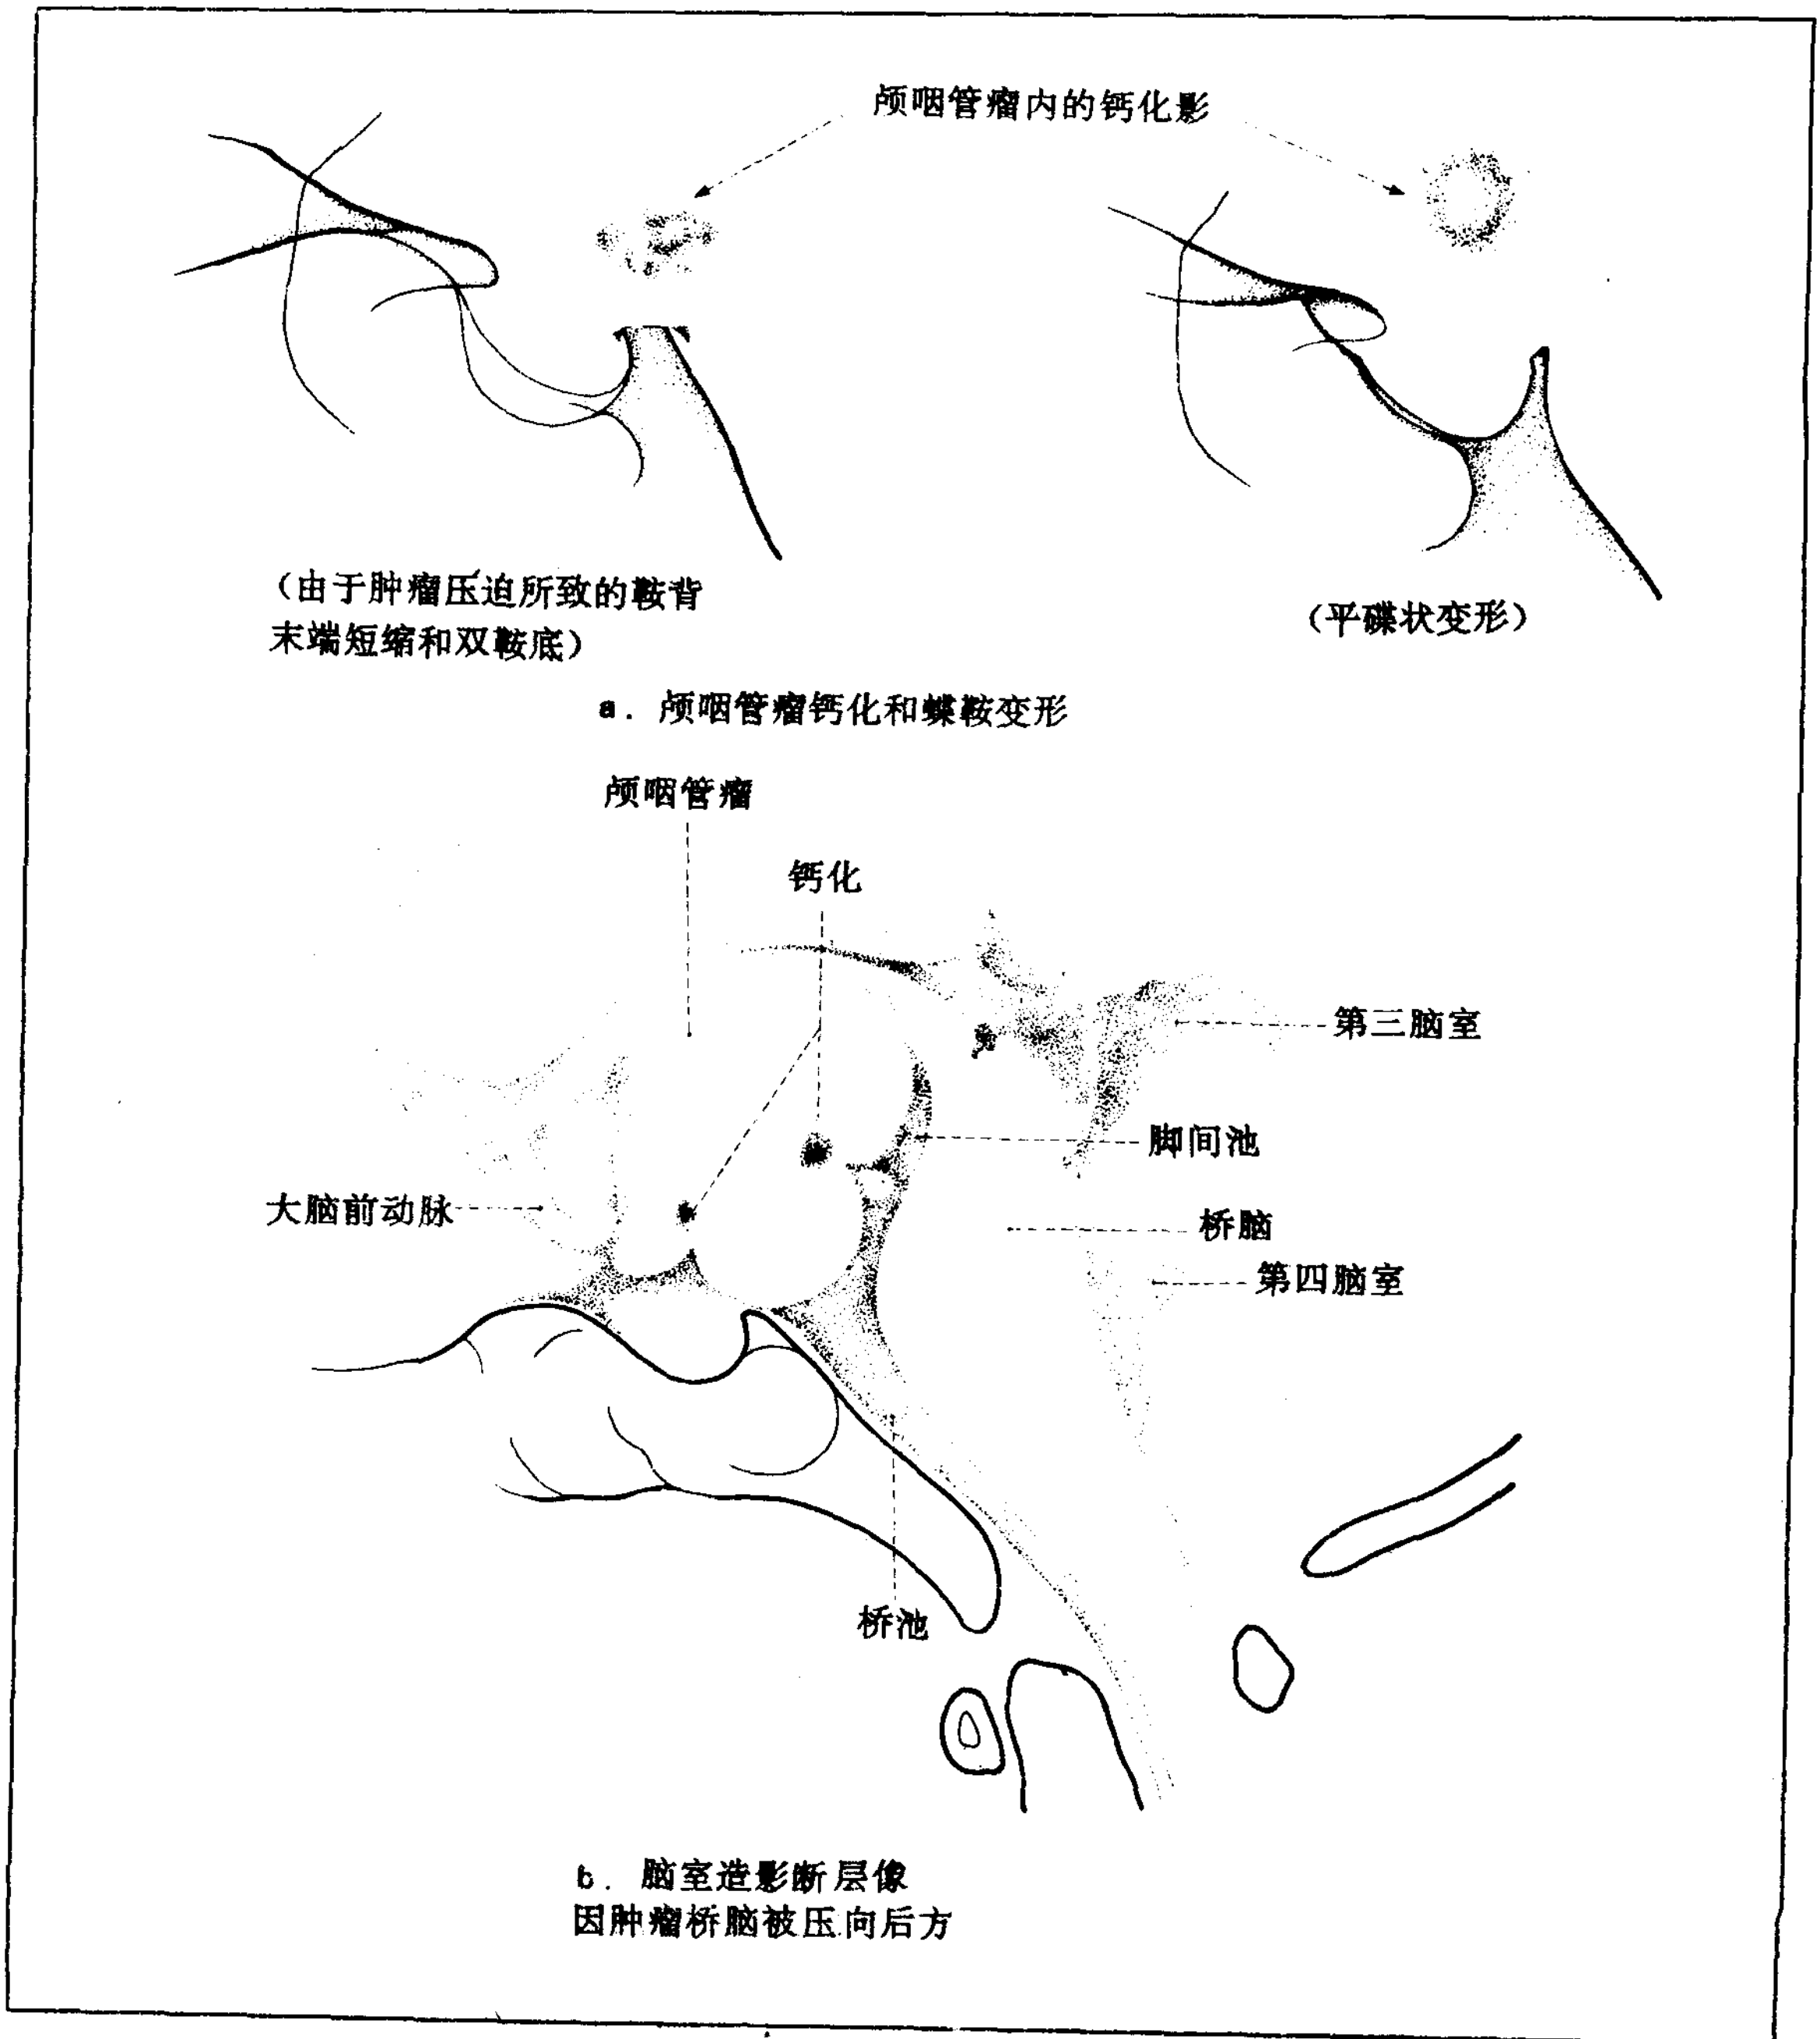 颅咽管瘤内的钙化影
（由于肿瘤压迫所致的鞍背
末端短缩和双鞍底）
（平碟状变形）
a. 颅咽管瘤钙化和蝶鞍变形
颅咽管瘤
钙化
第三脑室
脚间池
大脑前动脉
桥脑
第四脑室
桥池
b. 脑室造影断层像
因肿瘤桥脑被压向后方